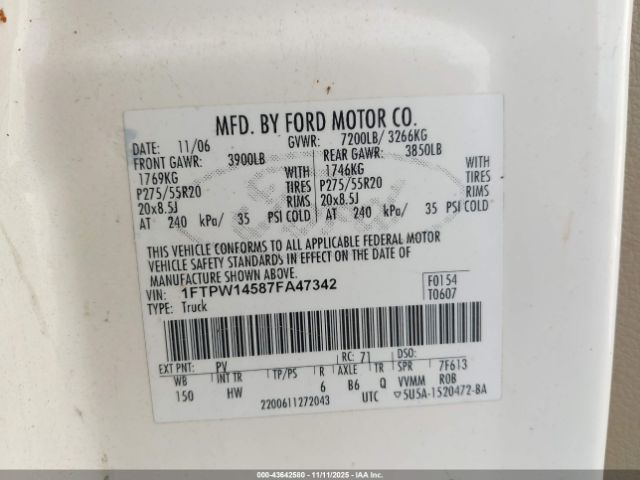 MFD. BY FORD MOTOR CO.
DATE: 11/06 GVWR: 7200LB/ 3266KG
FRONT GAWR: 3900LB REAR GAWR: 3850LB
1769KG WITH 1746KG WITH
P275/55R20 TIRES P275/55R20 TIRES
20x8.5J RIMS 20x8.5J RIMS
AT 240 kPa/ 35 PSI COLD AT 240 kPa/ 35 PSI COLD
THIS VEHICLE CONFORMS TO ALL APPLICABLE FEDERAL MOTOR
VEHICLE SAFETY STANDARDS IN EFFECT ON THE DATE OF
MANUFACTURE SHOWN ABOVE.
VIN: 1FTPW14587FA47342 F0154
TYPE: Truck T0607
EXT PNT: PV RC: 71 DSO:
WB INT TR TP/PS R AXLE TR SPR 7F613
150 HW 6 B6 Q VVMM ROB
2200611272043 UTC ▽5U5A-1520472-BA
000-43642580 - 11/11/2025 - IAA Inc.